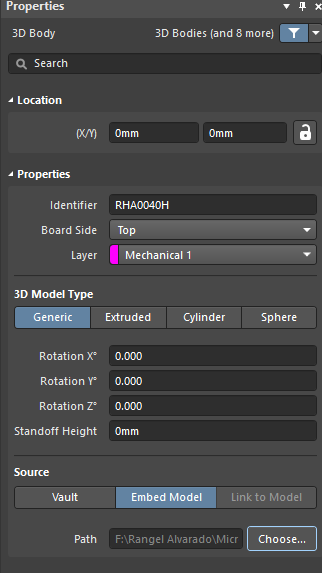 Properties
3D Body 3D Bodies (and 8 more)
Search
Location
(X/Y) 0mm 0mm
Properties
Identifier RHA0040H
Board Side Top
Layer Mechanical 1
3D Model Type
Generic Extruded Cylinder Sphere
Rotation X° 0.000
Rotation Y° 0.000
Rotation Z° 0.000
Standoff Height 0mm
Source
Vault Embed Model Link to Model
Path F:\Rangel Alvarado\Micr Choose...